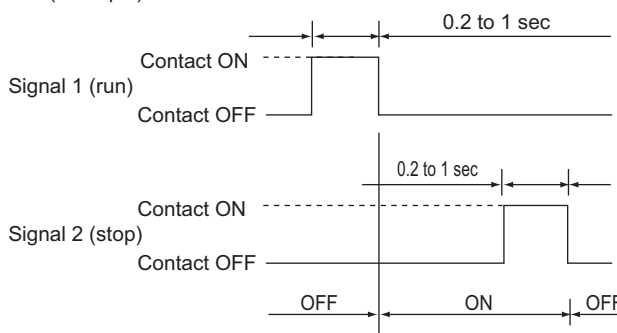 0.2 to 1 sec
Contact ON
Signal 1 (run)
Contact OFF
0.2 to 1 sec
Contact ON
Signal 2 (stop)
Contact OFF
OFF ON OFF